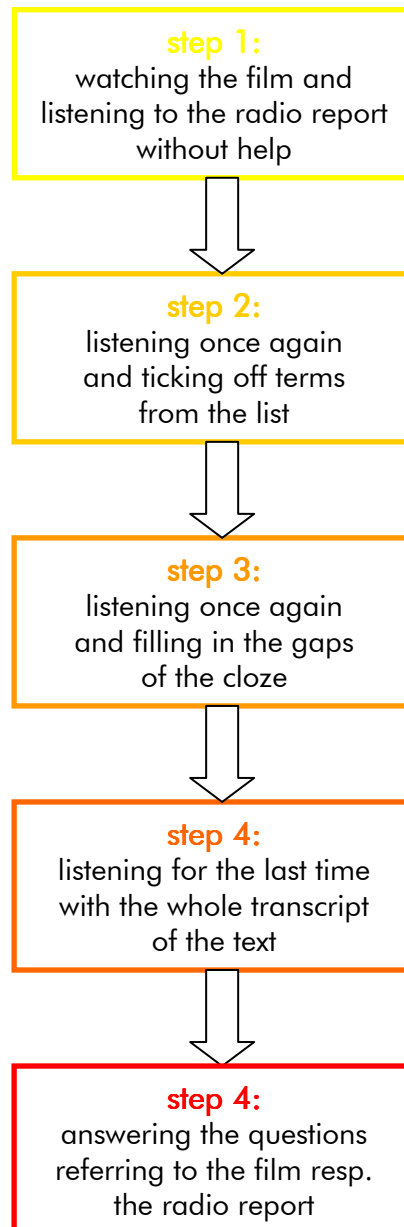 step 1:
watching the film and
listening to the radio report
without help
step 2:
listening once again
and ticking off terms
from the list
step 3:
listening once again
and filling in the gaps
of the cloze
step 4:
listening for the last time
with the whole transcript
of the text
step 4:
answering the questions
referring to the film resp.
the radio report